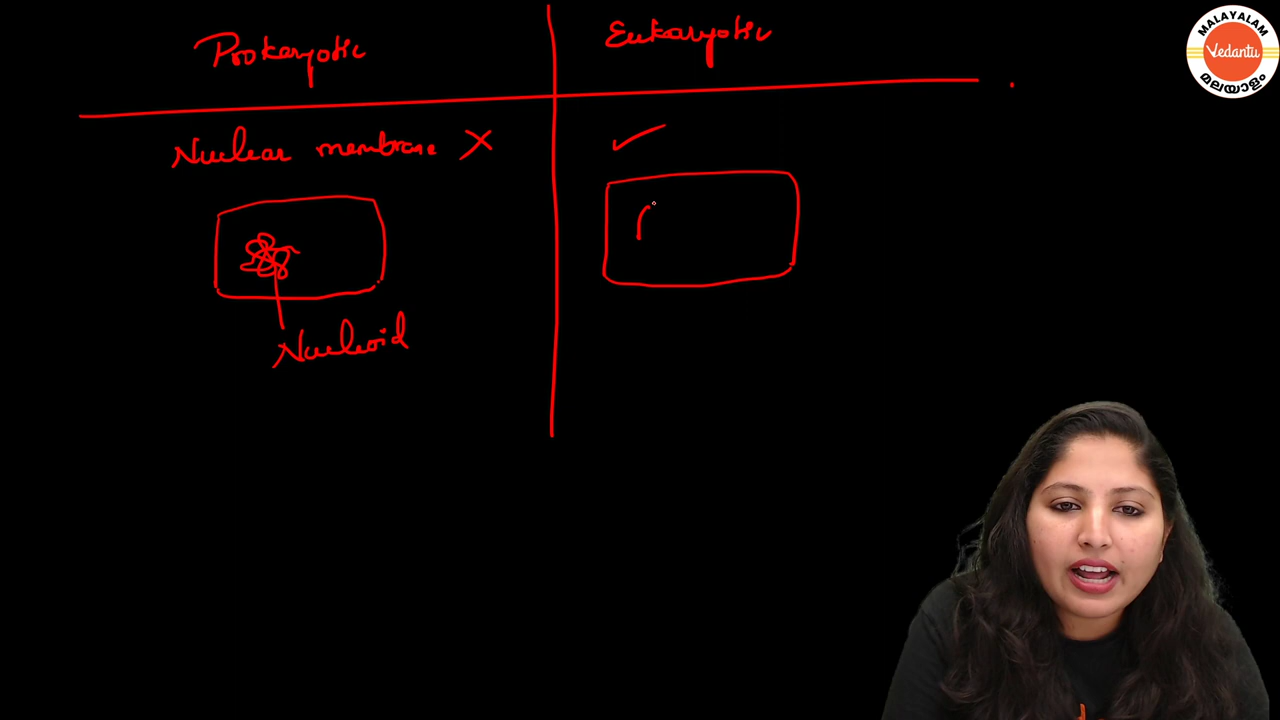 Prokaryotic
Eukaryotic
Nuclear membrane ✗
✓
Nucleoid
MALAYALAM
Vedantu
മലയാളം